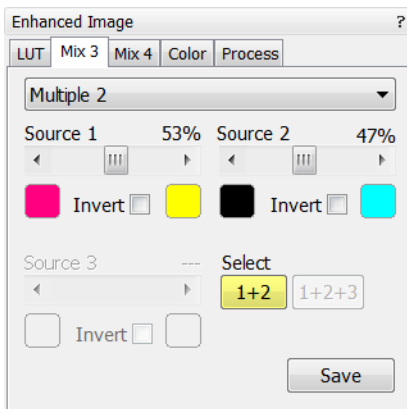 Enhanced Image ?
LUT Mix 3 Mix 4 Color Process
Multiple 2
Source 1 53% Source 2 47%
Invert Invert
Source 3 --- Select
1+2 1+2+3
Invert
Save